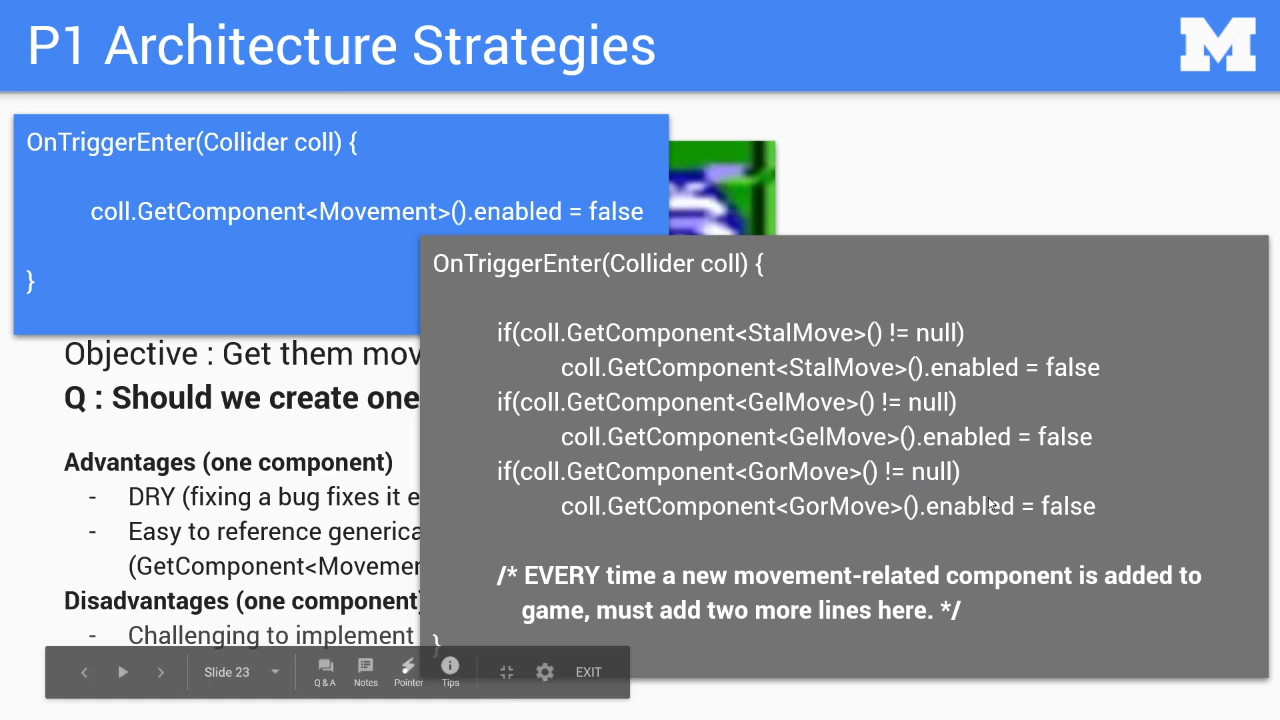 P1 Architecture Strategies
M
OnTriggerEnter(Collider coll) {
coll.GetComponent<Movement>().enabled = false
}
OnTriggerEnter(Collider coll) {
if(coll.GetComponent<StalMove>() != null)
coll.GetComponent<StalMove>().enabled = false
if(coll.GetComponent<GelMove>() != null)
coll.GetComponent<GelMove>().enabled = false
if(coll.GetComponent<GorMove>() != null)
coll.GetComponent<GorMove>().enabled = false
/* EVERY time a new movement-related component is added to
game, must add two more lines here. */
}
Objective : Get them mov
Q : Should we create one
Advantages (one component)
- DRY (fixing a bug fixes it e
- Easy to reference generica
(GetComponent<Movemen
Disadvantages (one component)
- Challenging to implement
Slide 23
Q & A
Notes
Pointer
Tips
EXIT